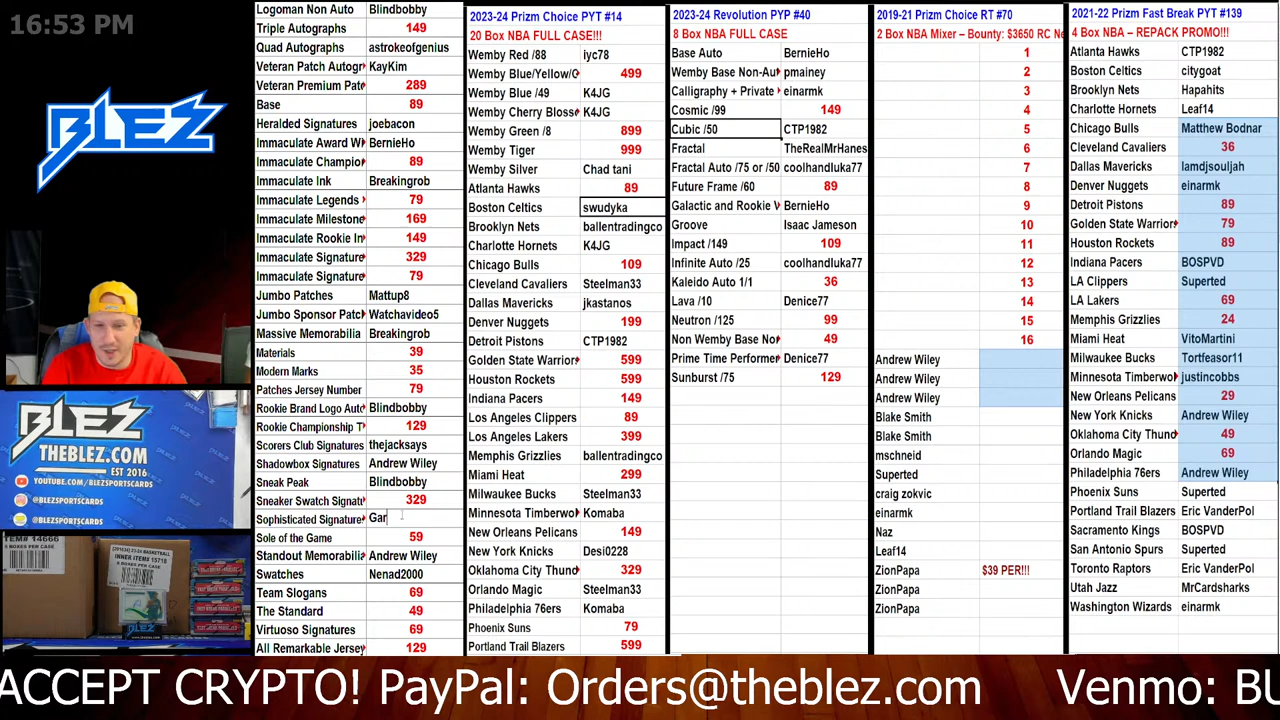 16:53 PM
BLEZ
BLEZ
THEBLEZ.COM
EST 2016
YOUTUBE.COM/BLEZSPORTSCARDS
@BLEZSPORTSCARDS
@BLEZSPORTSCARDS
ITEM# 14666
Logoman Non Auto Blindbobby
Triple Autographs 149
Quad Autographs astrokeofgenius
Veteran Patch Autogr KayKim
Veteran Premium Pat 289
Base 89
Heralded Signatures joebacon
Immaculate Award W BernieHo
Immaculate Champio 89
Immaculate Ink Breakingrob
Immaculate Legends 79
Immaculate Milestone 169
Immaculate Rookie In 149
Immaculate Signature 329
Immaculate Signature 79
Jumbo Patches Mattup8
Jumbo Sponsor Patc Watchavideo5
Massive Memorabilia Breakingrob
Materials 39
Modern Marks 35
Patches Jersey Number 79
Rookie Brand Logo Auto Blindbobby
Rookie Championship T 129
Scorers Club Signatures thejacksays
Shadowbox Signatures Andrew Wiley
Sneak Peak Blindbobby
Sneaker Swatch Signatu 329
Sophisticated Signature Gar
Sole of the Game 59
Standout Memorabili Andrew Wiley
Swatches Nenad2000
Team Slogans 69
The Standard 49
Virtuoso Signatures 69
All Remarkable Jersey 129
2023-24 Prizm Choice PYT #14
20 Box NBA FULL CASE!!!
Wemby Red /88 iyc78
Wemby Blue/Yellow/G 499
Wemby Blue /49 K4JG
Wemby Cherry Blosso K4JG
Wemby Green /8 899
Wemby Tiger 999
Wemby Silver Chad tani
Atlanta Hawks 89
Boston Celtics swudyka
Brooklyn Nets ballentradingco
Charlotte Hornets K4JG
Chicago Bulls 109
Cleveland Cavaliers Steelman33
Dallas Mavericks jkastanos
Denver Nuggets 199
Detroit Pistons CTP1982
Golden State Warrior 599
Houston Rockets 599
Indiana Pacers 149
Los Angeles Clippers 89
Los Angeles Lakers 399
Memphis Grizzlies ballentradingco
Miami Heat 299
Milwaukee Bucks Steelman33
Minnesota Timberwo Komaba
New Orleans Pelicans 149
New York Knicks Desi0228
Oklahoma City Thund 329
Orlando Magic Steelman33
Philadelphia 76ers Komaba
Phoenix Suns 79
Portland Trail Blazers 599
2023-24 Revolution PYP #40
8 Box NBA FULL CASE
Base Auto BernieHo
Wemby Base Non-Au pmainey
Calligraphy + Private einarmk
Cosmic /99 149
Cubic /50 CTP1982
Fractal TheRealMrHanes
Fractal Auto /75 or /50 coolhandluka77
Future Frame /60 89
Galactic and Rookie V BernieHo
Groove Isaac Jameson
Impact /149 109
Infinite Auto /25 coolhandluka77
Kaleido Auto 1/1 36
Lava /10 Denice77
Neutron /125 99
Non Wemby Base No 49
Prime Time Performer Denice77
Sunburst /75 129
2019-21 Prizm Choice RT #70
2 Box NBA Mixer – Bounty: $3650 RC Ne
1
2
3
4
5
6
7
8
9
10
11
12
13
14
15
16
Andrew Wiley
Andrew Wiley
Andrew Wiley
Blake Smith
Blake Smith
mschneid
Superted
craig zokvic
einarmk
Naz
Leaf14
ZionPapa $39 PER!!!
ZionPapa
ZionPapa
2021-22 Prizm Fast Break PYT #139
4 Box NBA – REPACK PROMO!!!
Atlanta Hawks CTP1982
Boston Celtics citygoat
Brooklyn Nets Hapahits
Charlotte Hornets Leaf14
Chicago Bulls Matthew Bodnar
Cleveland Cavaliers 36
Dallas Mavericks Iamdjsouljah
Denver Nuggets einarmk
Detroit Pistons 89
Golden State Warrior 79
Houston Rockets 89
Indiana Pacers BOSPVD
LA Clippers Superted
LA Lakers 69
Memphis Grizzlies 24
Miami Heat VitoMartini
Milwaukee Bucks Tortfeasor11
Minnesota Timberwo justincobbs
New Orleans Pelicans 29
New York Knicks Andrew Wiley
Oklahoma City Thund 49
Orlando Magic 69
Philadelphia 76ers Andrew Wiley
Phoenix Suns Superted
Portland Trail Blazers Eric VanderPol
Sacramento Kings BOSPVD
San Antonio Spurs Superted
Toronto Raptors Eric VanderPol
Utah Jazz MrCardsharks
Washington Wizards einarmk
ACCEPT CRYPTO! PayPal: Orders@theblez.com Venmo: BU